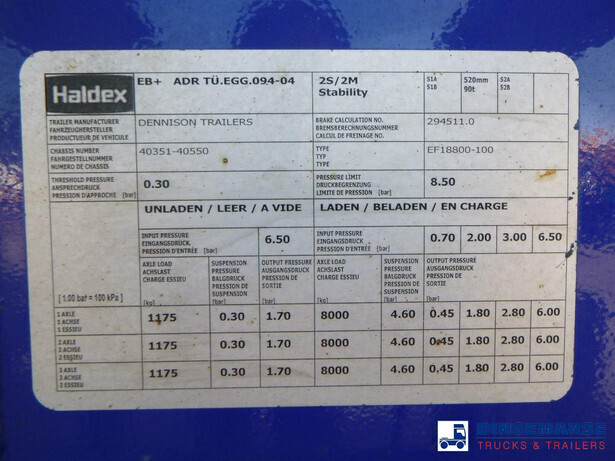 Haldex
EB+ ADR TÜ.EGG.094-04
2S/2M
Stability
S1A
S1B
520mm
90t
S2A
S2B
TRAILER MANUFACTURER
FAHRZEUGHERSTELLER
PRODUCTUEUR DE VEHICULE
DENNISON TRAILERS
BRAKE CALCULATION NO.
BREMSBERECHNUNGSNUMMER
CALCUL DE FREINAGE NO.
294511.0
CHASSIS NUMBER
FAHRGESTELLNUMMER
NUMERO DE CHASSIS
40351-40550
TYPE
TYP
TYPE
EF18800-100
THRESHOLD PRESSURE
ANSPRECHDRUCK
PRESSION D'APPROCHE [bar]
0.30
PRESSURE LIMIT
DRUCKBEGRENZUNG
LIMITE DE PRESSION [bar]
8.50
UNLADEN / LEER / A VIDE
LADEN / BELADEN / EN CHARGE
INPUT PRESSURE
EINGANGSDRUCK
PRESSION D'ENTRÉE [bar]
6.50
INPUT PRESSURE
EINGANGSDRUCK
PRESSION D'ENTRÉE [bar]
0.70 2.00 3.00 6.50
[ 1.00 bar = 100 kPa ]
AXLE LOAD
ACHSLAST
CHARGE ESSIEU
[kg]
SUSPENSION
PRESSURE
BALGDRUCK
PRESSION DE
SUSPENSION
[bar]
OUTPUT PRESSURE
AUSGANGSDRUCK
PRESSION DE
SORTIE
[bar]
AXLE LOAD
ACHSLAST
CHARGE ESSIEU
[kg]
SUSPENSION
PRESSURE
BALGDRUCK
PRESSION DE
SUSPENSION
[bar]
OUTPUT PRESSURE
AUSGANGSDRUCK
PRESSION DE
SORTIE
[bar]
1 AXLE
1 ACHSE
1 ESSIEU
1175 0.30 1.70 8000 4.60 0.45 1.80 2.80 6.00
2 AXLE
2 ACHSE
2 ESSIEU
1175 0.30 1.70 8000 4.60 0.45 1.80 2.80 6.00
3 AXLE
3 ACHSE
3 ESSIEU
1175 0.30 1.70 8000 4.60 0.45 1.80 2.80 6.00
DINGEMANSE
TRUCKS & TRAILERS